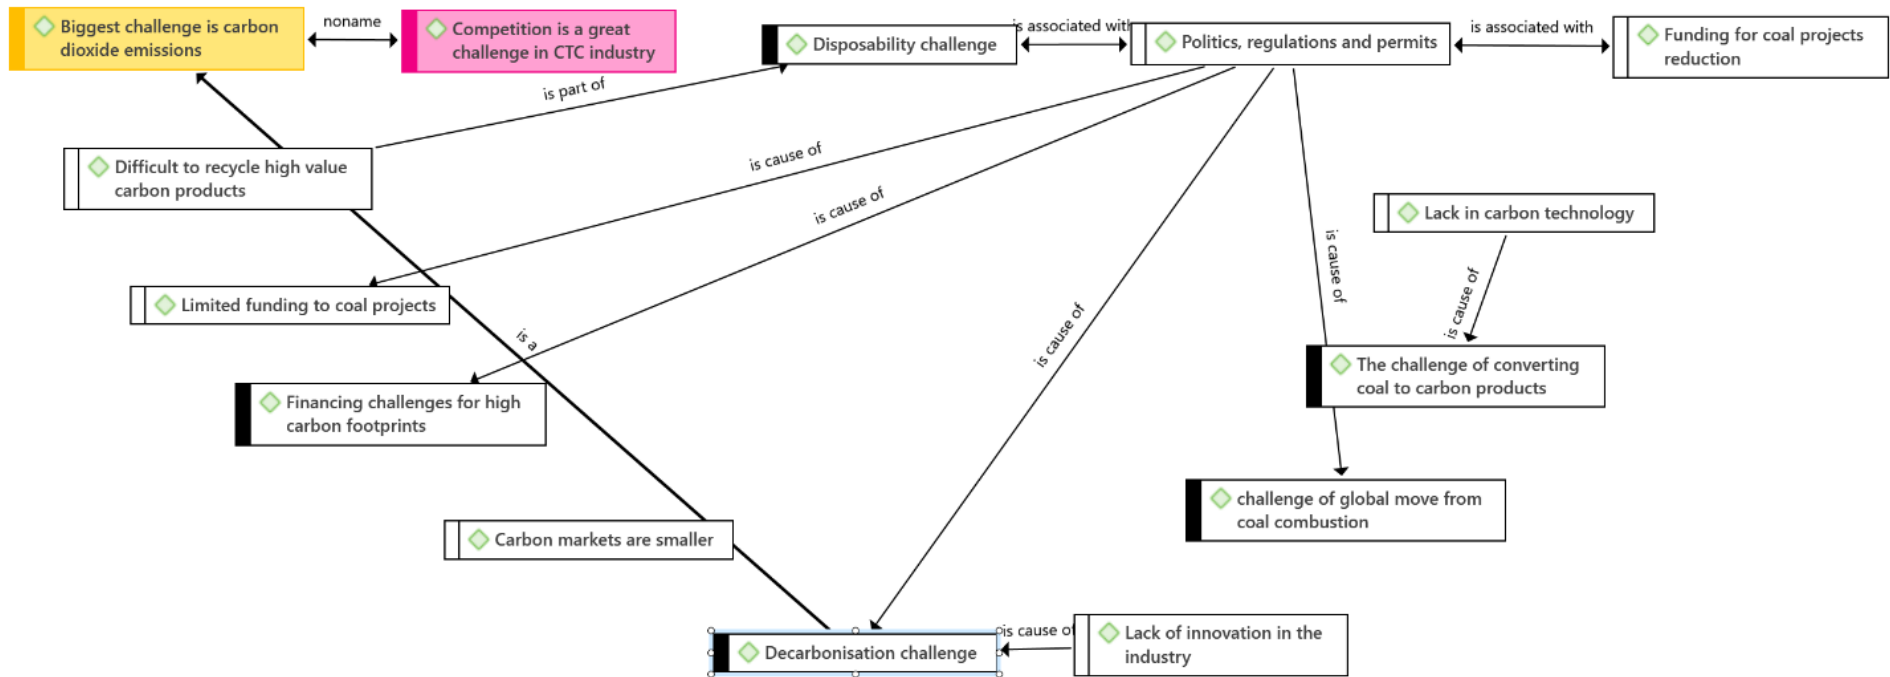 Biggest challenge is carbon
dioxide emissions
noname
Competition is a great
challenge in CTC industry
Disposability challenge
is associated with
Politics, regulations and permits
is associated with
Funding for coal projects
reduction
is part of
Difficult to recycle high value
carbon products
is cause of
is cause of
Lack in carbon technology
is cause of
is cause of
Limited funding to coal projects
is a
is cause of
The challenge of converting
coal to carbon products
Financing challenges for high
carbon footprints
challenge of global move from
coal combustion
Carbon markets are smaller
Decarbonisation challenge
is cause of
Lack of innovation in the
industry